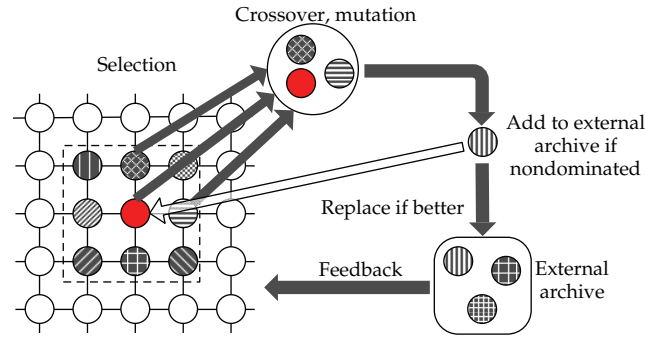 Crossover, mutation
Selection
Add to external
archive if
nondominated
Replace if better
Feedback
External
archive